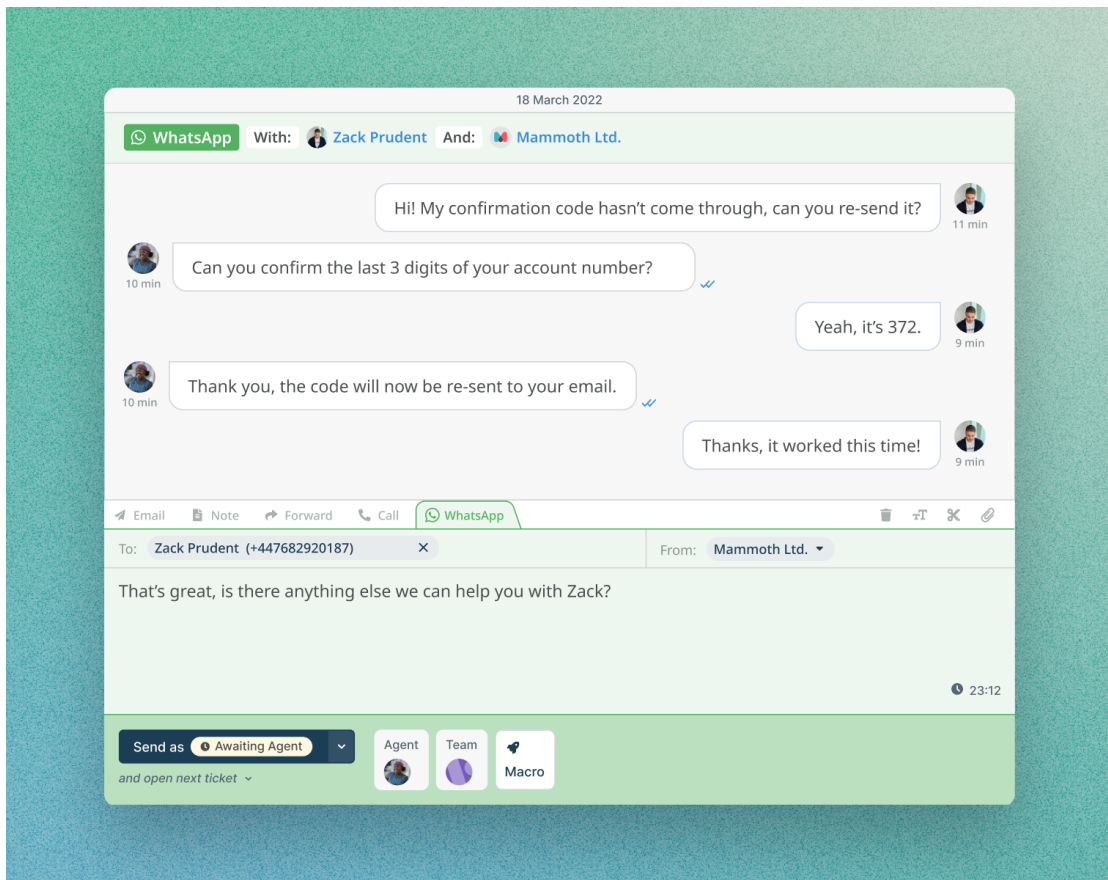 18 March 2022
WhatsApp With: Zack Prudent And: Mammoth Ltd.
Hi! My confirmation code hasn’t come through, can you re-send it?
11 min
Can you confirm the last 3 digits of your account number?
10 min
Yeah, it’s 372.
9 min
Thank you, the code will now be re-sent to your email.
10 min
Thanks, it worked this time!
9 min
Email Note Forward Call WhatsApp
To: Zack Prudent (+447682920187) From: Mammoth Ltd.
That’s great, is there anything else we can help you with Zack?
23:12
Send as Awaiting Agent
and open next ticket
Agent
Team
Macro